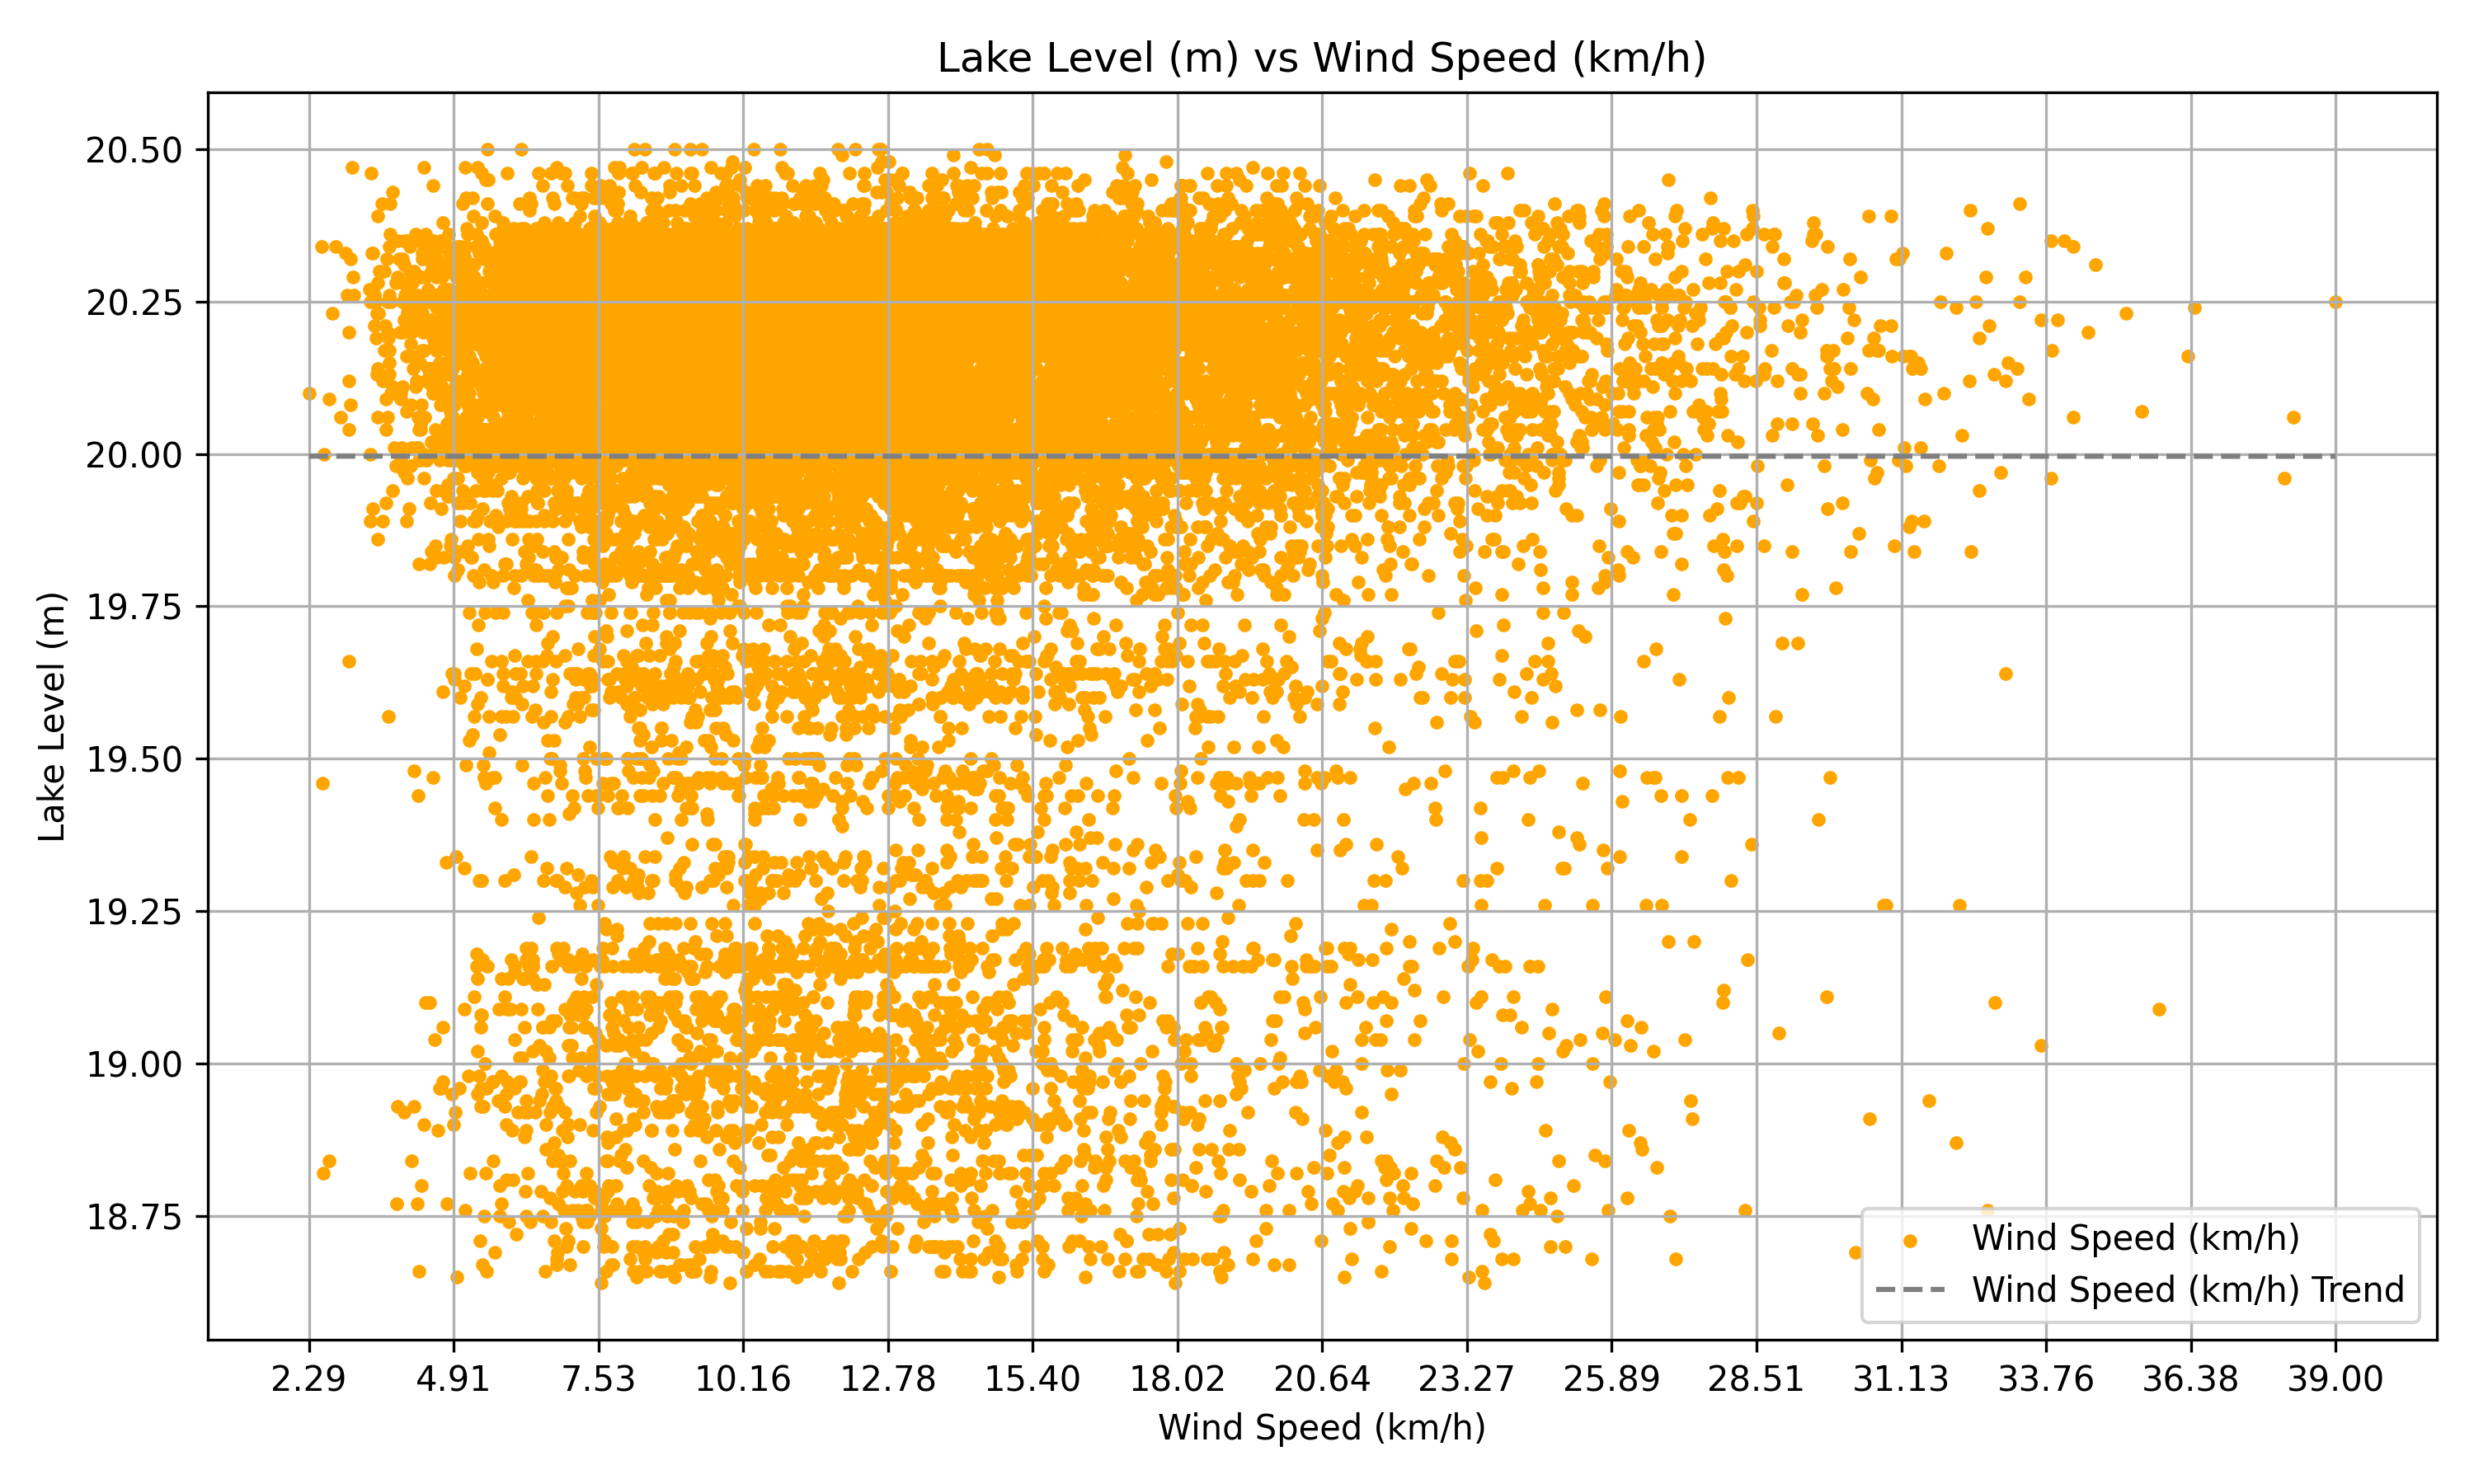 Lake Level (m) vs Wind Speed (km/h)
20.50
20.25
20.00
19.75
19.50
19.25
19.00
18.75
Lake Level (m)
2.29 4.91 7.53 10.16 12.78 15.40 18.02 20.64 23.27 25.89 28.51 31.13 33.76 36.38 39.00
Wind Speed (km/h)
Wind Speed (km/h)
Wind Speed (km/h) Trend